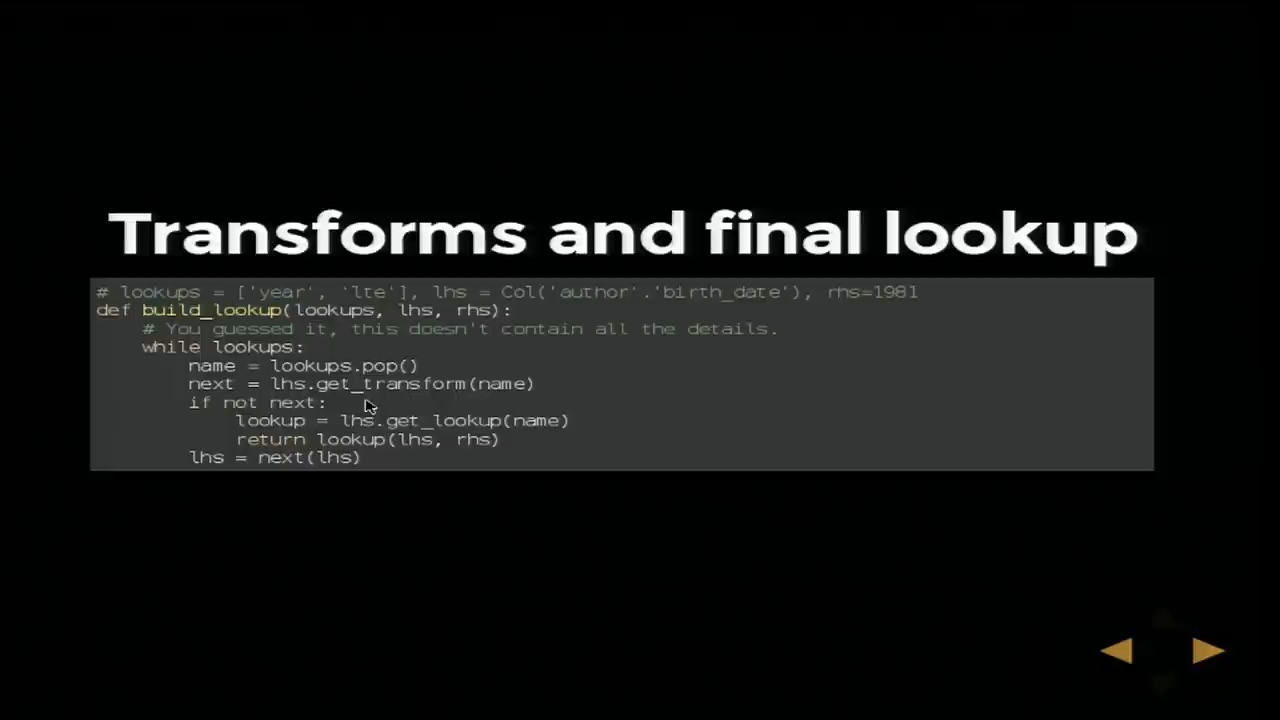 Transforms and final lookup
# lookups = ['year', 'lte'], lhs = Col('author'.'birth_date'), rhs=1981
def build_lookup(lookups, lhs, rhs):
    # You guessed it, this doesn't contain all the details.
    while lookups:
        name = lookups.pop()
        next = lhs.get_transform(name)
        if not next:
            lookup = lhs.get_lookup(name)
            return lookup(lhs, rhs)
        lhs = next(lhs)